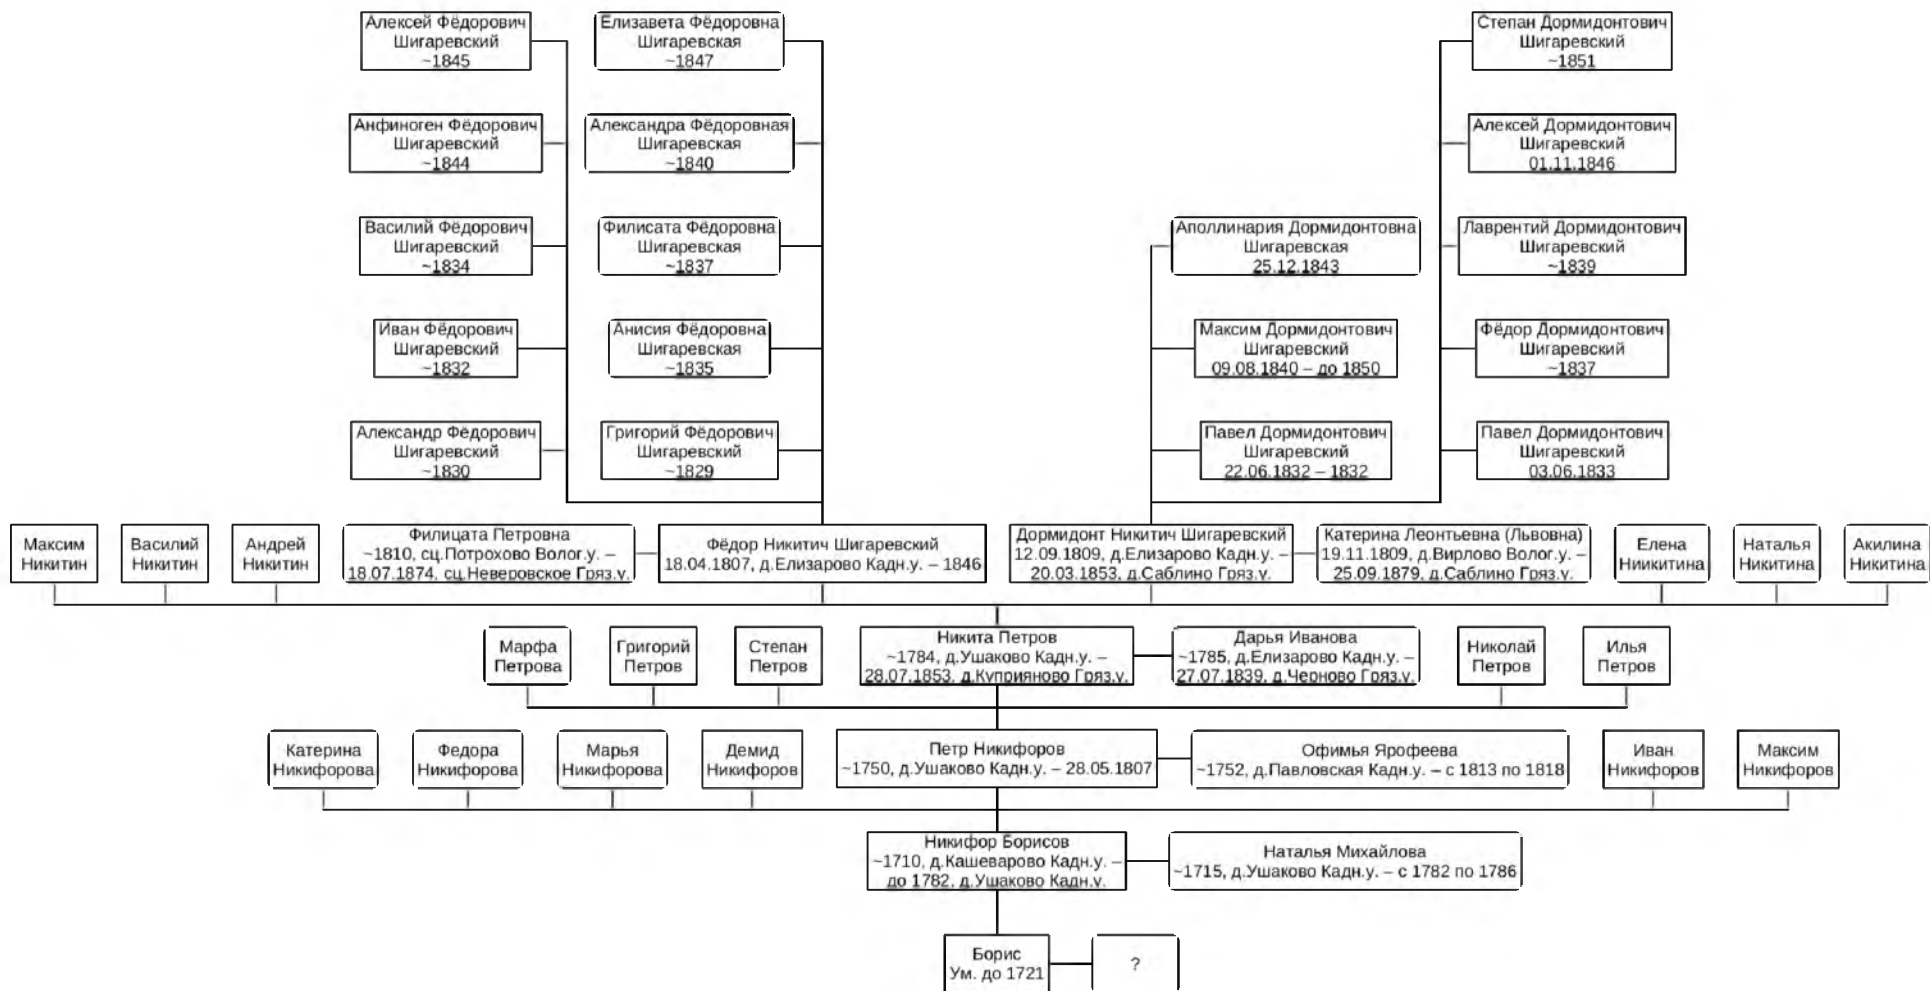 Алексей Фёдорович
Шигаревский
~1845
Елизавета Фёдоровна
Шигаревская
~1847
Степан Дормидонтович
Шигаревский
~1851
Анфиноген Фёдорович
Шигаревский
~1844
Александра Фёдоровная
Шигаревская
~1840
Алексей Дормидонтович
Шигаревский
01.11.1846
Василий Фёдорович
Шигаревский
~1834
Филисата Фёдоровна
Шигаревская
~1837
Аполлинария Дормидонтовна
Шигаревская
25.12.1843
Лаврентий Дормидонтович
Шигаревский
~1839
Иван Фёдорович
Шигаревский
~1832
Анисия Фёдоровна
Шигаревская
~1835
Максим Дормидонтович
Шигаревский
09.08.1840 – до 1850
Фёдор Дормидонтович
Шигаревский
~1837
Александр Фёдорович
Шигаревский
~1830
Григорий Фёдорович
Шигаревский
~1829
Павел Дормидонтович
Шигаревский
22.06.1832 – 1832
Павел Дормидонтович
Шигаревский
03.06.1833
Максим
Никитин
Василий
Никитин
Андрей
Никитин
Филицата Петровна
~1810, сц.Потрохово Волог.у. –
18.07.1874, сц.Неверовское Гряз.у.
Фёдор Никитич Шигаревский
18.04.1807, д.Елизарово Кадн.у. – 1846
Дормидонт Никитич Шигаревский
12.09.1809, д.Елизарово Кадн.у. –
20.03.1853, д.Саблино Гряз.у.
Катерина Леонтьевна (Львовна)
19.11.1809, д.Вирлово Волог.у. –
25.09.1879, д.Саблино Гряз.у.
Елена
Ниикитина
Наталья
Никитина
Акилина
Никитина
Марфа
Петрова
Григорий
Петров
Степан
Петров
Никита Петров
~1784, д.Ушаково Кадн.у. –
28.07.1853, д.Куприяново Гряз.у.
Дарья Иванова
~1785, д.Елизарово Кадн.у. –
27.07.1839, д.Черново Гряз.у.
Николай
Петров
Илья
Петров
Катерина
Никифорова
Федора
Никифорова
Марья
Никифорова
Демид
Никифоров
Петр Никифоров
~1750, д.Ушаково Кадн.у. – 28.05.1807
Офимья Ярофеева
~1752, д.Павловская Кадн.у. – с 1813 по 1818
Иван
Никифоров
Максим
Никифоров
Никифор Борисов
~1710, д.Кашеварово Кадн.у. –
до 1782, д.Ушаково Кадн.у.
Наталья Михайлова
~1715, д.Ушаково Кадн.у. – с 1782 по 1786
Борис
Ум. до 1721
?